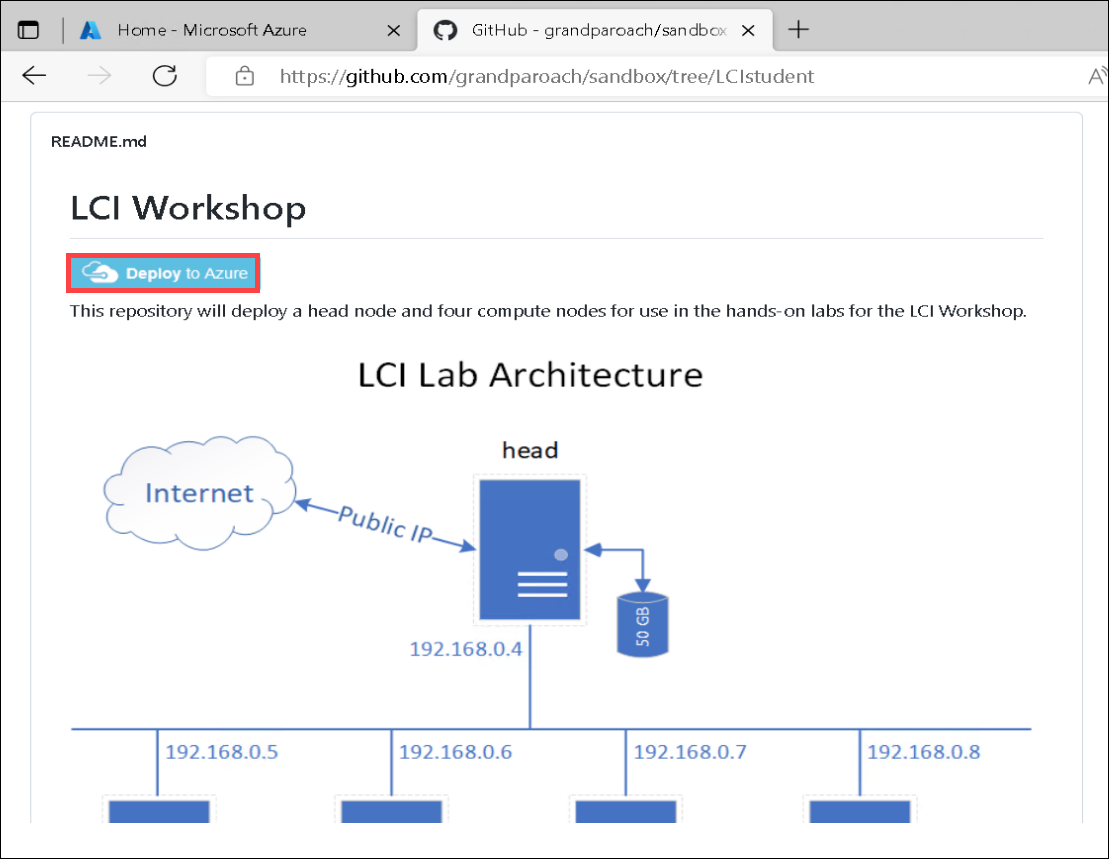 Home - Microsoft Azure
GitHub - grandparoach/sandbox
https://github.com/grandparoach/sandbox/tree/LCIstudent
README.md
LCI Workshop
Deploy to Azure
This repository will deploy a head node and four compute nodes for use in the hands-on labs for the LCI Workshop.
LCI Lab Architecture
head
Internet
Public IP
50 GB
192.168.0.4
192.168.0.5
192.168.0.6
192.168.0.7
192.168.0.8